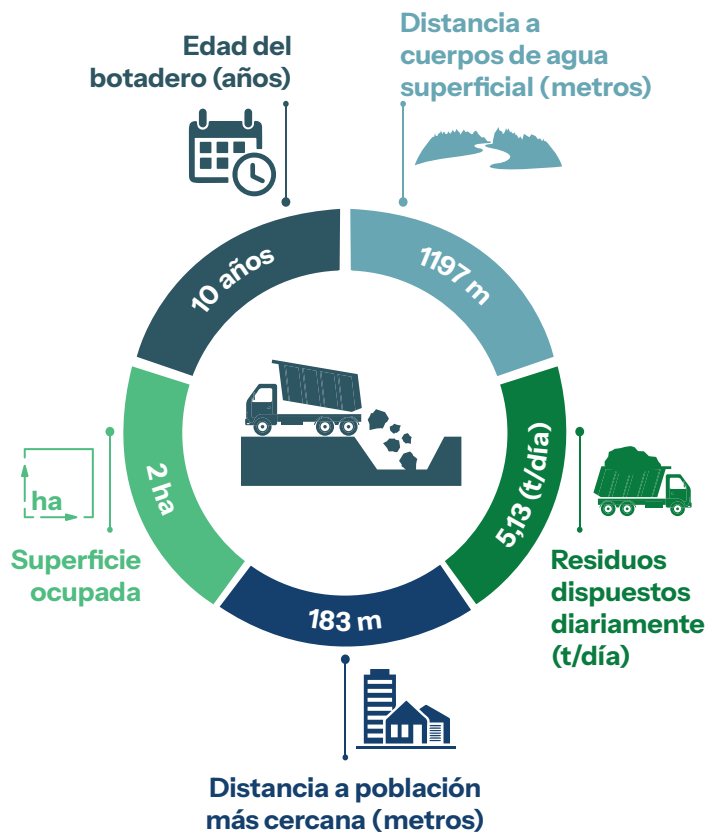 Edad del
botadero (años)
Distancia a
cuerpos de agua
superficial (metros)
10 años
1197 m
2 ha
5,13 (t/día)
183 m
ha
Superficie
ocupada
Residuos
dispuestos
diariamente
(t/día)
Distancia a población
más cercana (metros)